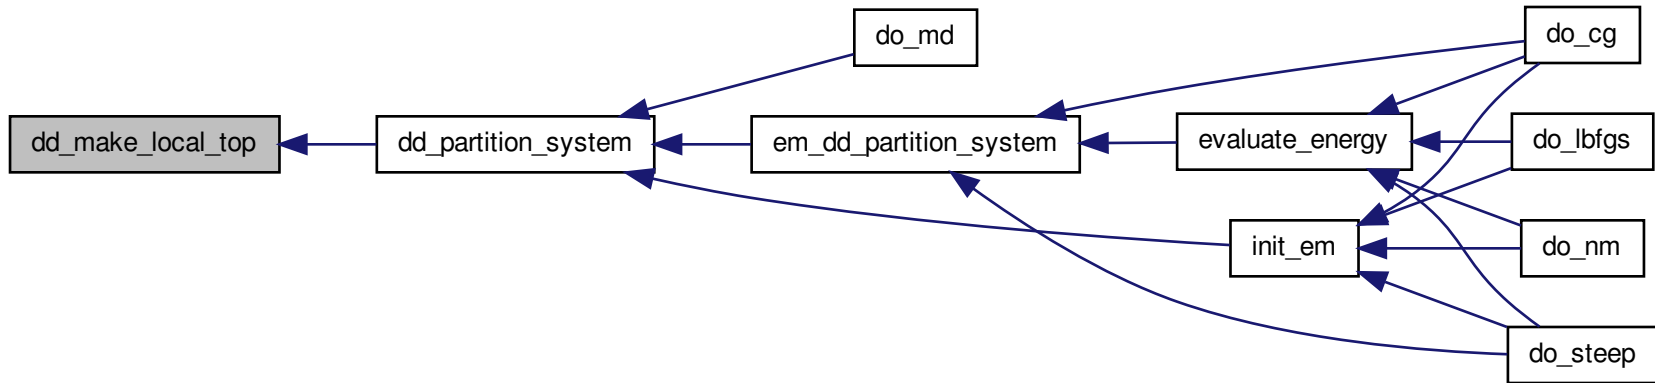 dd_make_local_top
dd_partition_system
do_md
em_dd_partition_system
evaluate_energy
init_em
do_cg
do_lbfgs
do_nm
do_steep